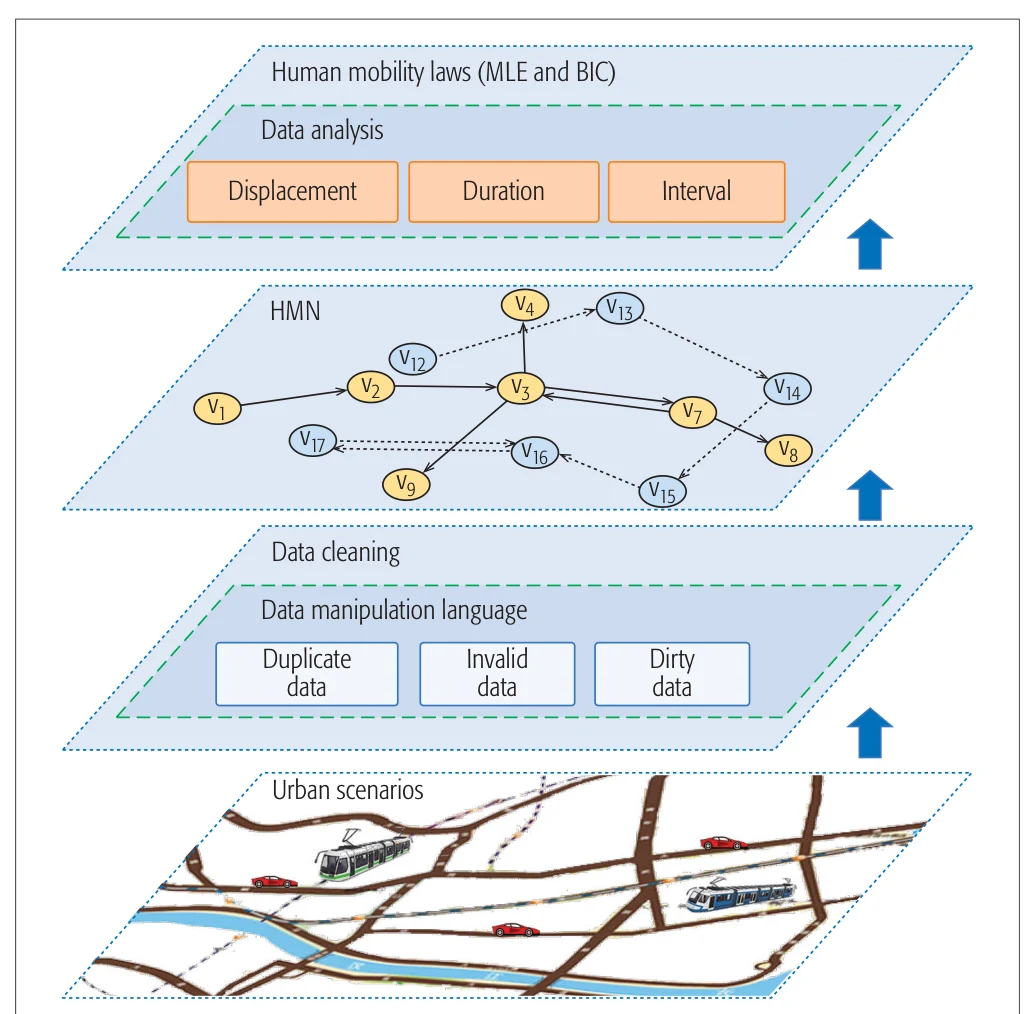 Human mobility laws (MLE and BIC)
Data analysis
Displacement
Duration
Interval
HMN
V4
V13
V12
V2
V3
V14
V1
V7
V17
V16
V8
V9
V15
Data cleaning
Data manipulation language
Duplicate
data
Invalid
data
Dirty
data
Urban scenarios